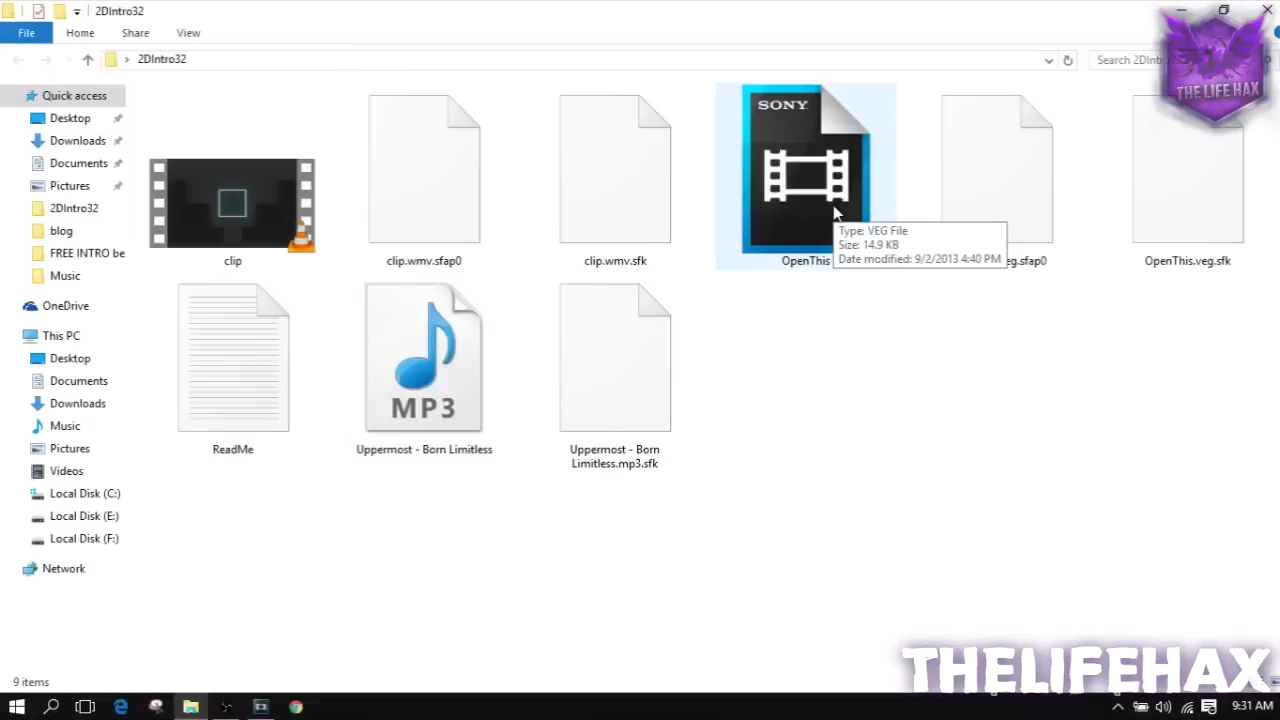 2DIntro32
File
Home
Share
View
2DIntro32
Search 2DIntro
THE LIFE HAX
Quick access
Desktop
Downloads
Documents
Pictures
2DIntro32
blog
FREE INTRO be
Music
OneDrive
This PC
Desktop
Documents
Downloads
Music
Pictures
Videos
Local Disk (C:)
Local Disk (E:)
Local Disk (F:)
Network
clip
clip.wmv.sfap0
clip.wmv.sfk
SONY
OpenThis
eg.sfap0
OpenThis.veg.sfk
Type: VEG File
Size: 14.9 KB
Date modified: 9/2/2013 4:40 PM
ReadMe
MP3
Uppermost - Born Limitless
Uppermost - Born
Limitless.mp3.sfk
9 items
THELIFEHAX
9:31 AM